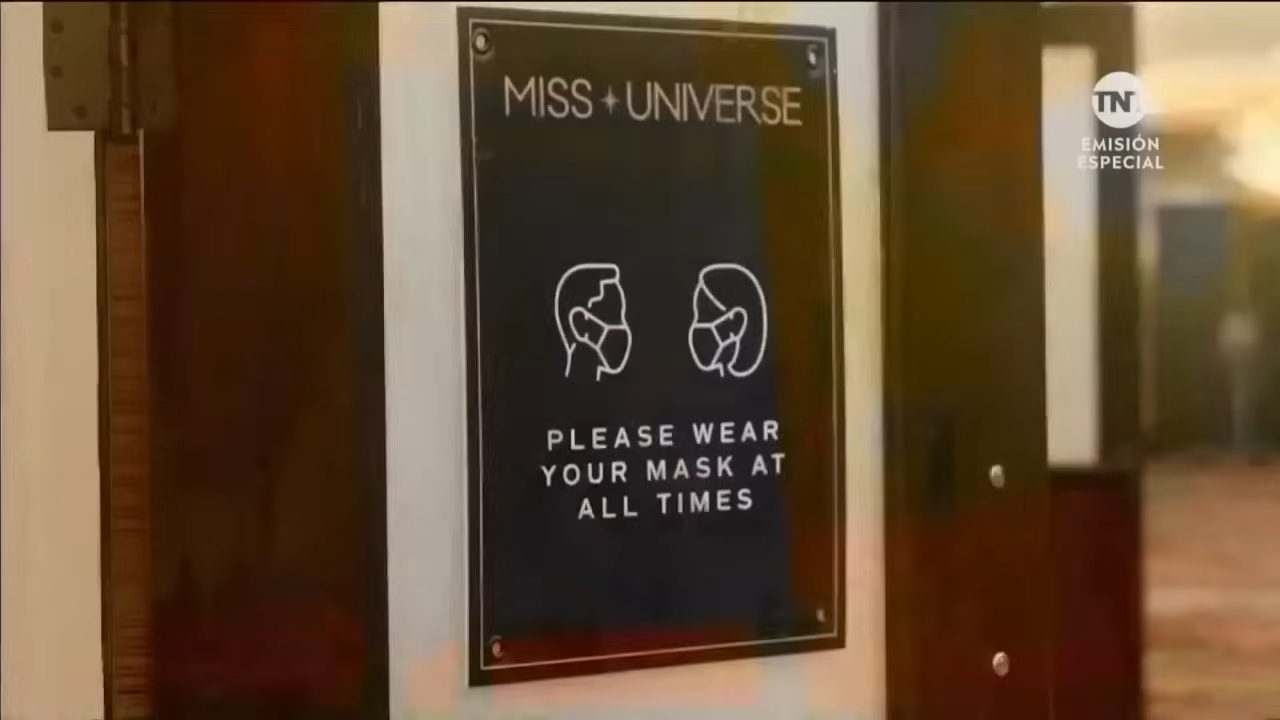 MISS UNIVERSE
TNT
EMISIÓN
ESPECIAL
PLEASE WEAR
YOUR MASK AT
ALL TIMES